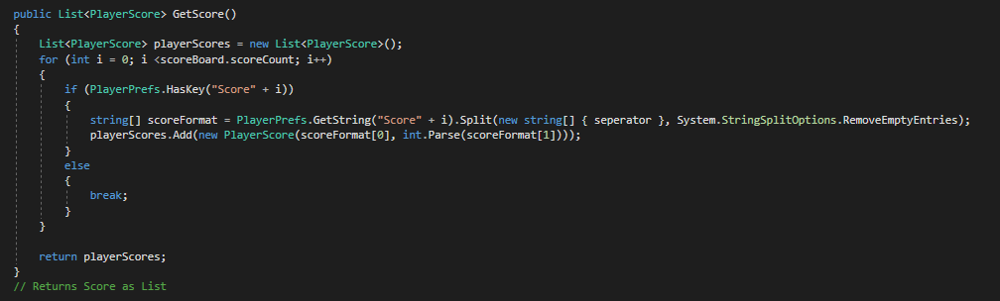 public List<PlayerScore> GetScore()
{
List<PlayerScore> playerScores = new List<PlayerScore>();
for (int i = 0; i <scoreBoard.scoreCount; i++)
{
if (PlayerPrefs.HasKey("Score" + i))
{
string[] scoreFormat = PlayerPrefs.GetString("Score" + i).Split(new string[] { seperator }, System.StringSplitOptions.RemoveEmptyEntries);
playerScores.Add(new PlayerScore(scoreFormat[0], int.Parse(scoreFormat[1])));
}
else
{
break;
}
}
return playerScores;
}
// Returns Score as List